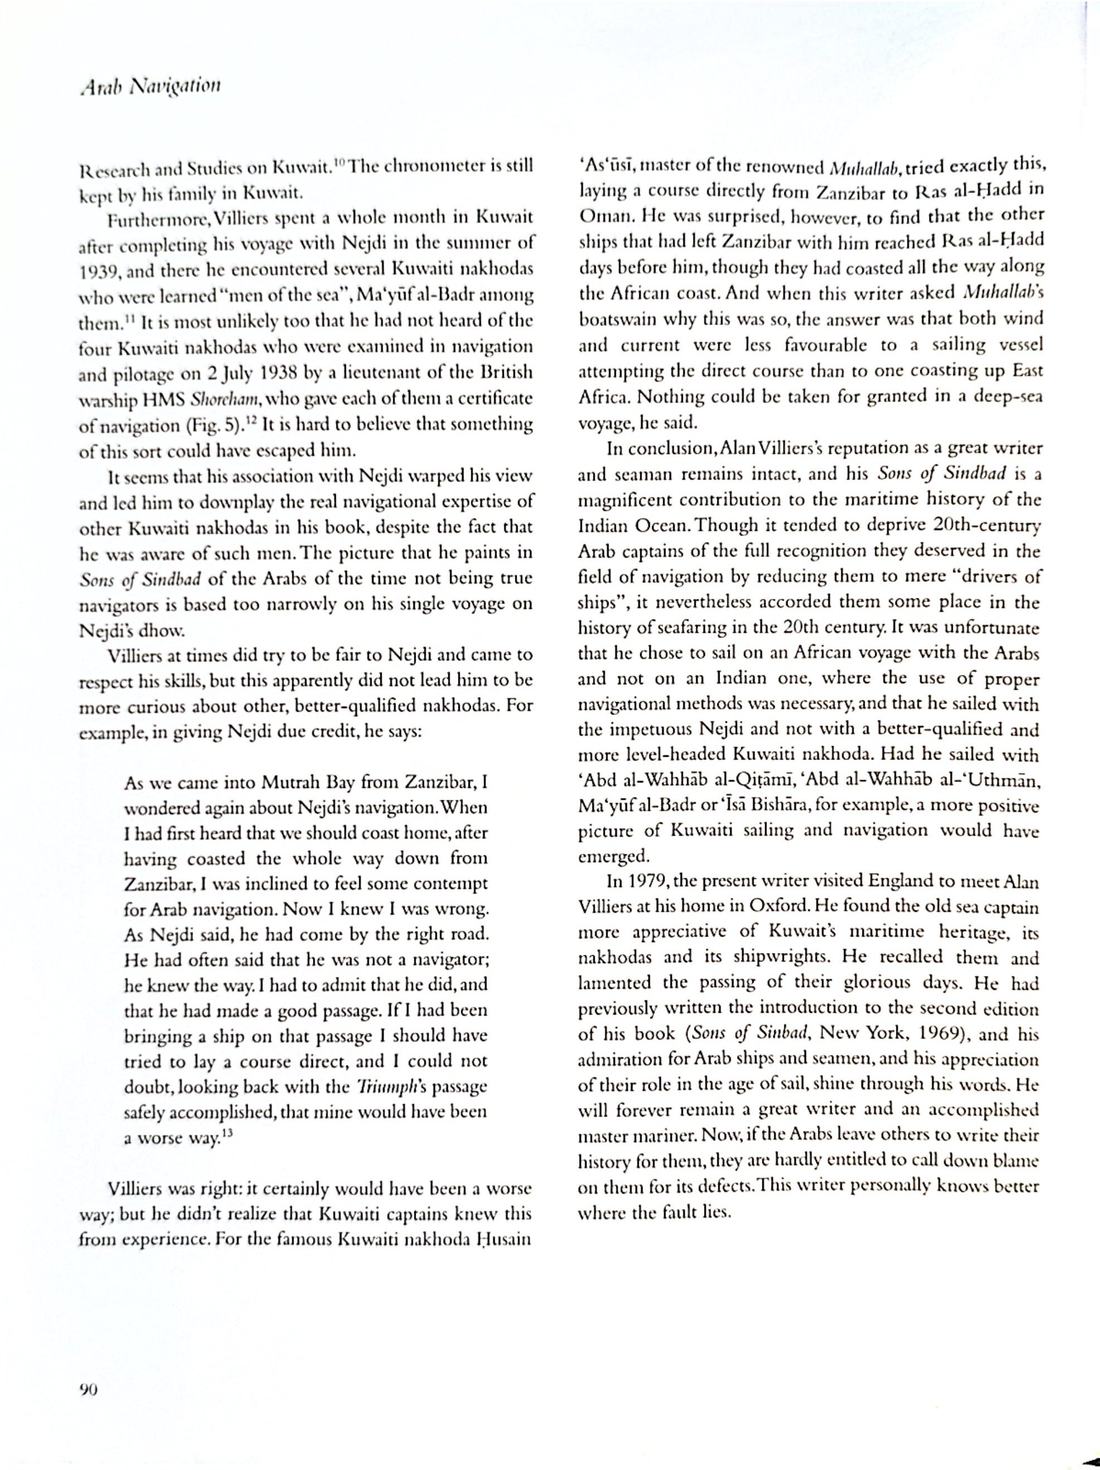 Arab Navigation
Research and Studies on Kuwait.¹⁰ The chronometer is still
kept by his family in Kuwait.
Furthermore, Villiers spent a whole month in Kuwait
after completing his voyage with Nejdi in the summer of
1939, and there he encountered several Kuwaiti nakhodas
who were learned “men of the sea”, Ma‘yūf al-Badr among
them.¹¹ It is most unlikely too that he had not heard of the
four Kuwaiti nakhodas who were examined in navigation
and pilotage on 2 July 1938 by a lieutenant of the British
warship HMS Shoreham, who gave each of them a certificate
of navigation (Fig. 5).¹² It is hard to believe that something
of this sort could have escaped him.
It seems that his association with Nejdi warped his view
and led him to downplay the real navigational expertise of
other Kuwaiti nakhodas in his book, despite the fact that
he was aware of such men. The picture that he paints in
Sons of Sindbad of the Arabs of the time not being true
navigators is based too narrowly on his single voyage on
Nejdi’s dhow.
Villiers at times did try to be fair to Nejdi and came to
respect his skills, but this apparently did not lead him to be
more curious about other, better-qualified nakhodas. For
example, in giving Nejdi due credit, he says:
As we came into Mutrah Bay from Zanzibar, I
wondered again about Nejdi’s navigation. When
I had first heard that we should coast home, after
having coasted the whole way down from
Zanzibar, I was inclined to feel some contempt
for Arab navigation. Now I knew I was wrong.
As Nejdi said, he had come by the right road.
He had often said that he was not a navigator;
he knew the way. I had to admit that he did, and
that he had made a good passage. If I had been
bringing a ship on that passage I should have
tried to lay a course direct, and I could not
doubt, looking back with the Triumph’s passage
safely accomplished, that mine would have been
a worse way.¹³
Villiers was right: it certainly would have been a worse
way; but he didn’t realize that Kuwaiti captains knew this
from experience. For the famous Kuwaiti nakhoda Ḥusain
‘As‘ūsī, master of the renowned Muhallab, tried exactly this,
laying a course directly from Zanzibar to Ras al-Ḥadd in
Oman. He was surprised, however, to find that the other
ships that had left Zanzibar with him reached Ras al-Ḥadd
days before him, though they had coasted all the way along
the African coast. And when this writer asked Muhallab’s
boatswain why this was so, the answer was that both wind
and current were less favourable to a sailing vessel
attempting the direct course than to one coasting up East
Africa. Nothing could be taken for granted in a deep-sea
voyage, he said.
In conclusion, Alan Villiers’s reputation as a great writer
and seaman remains intact, and his Sons of Sindbad is a
magnificent contribution to the maritime history of the
Indian Ocean. Though it tended to deprive 20th-century
Arab captains of the full recognition they deserved in the
field of navigation by reducing them to mere “drivers of
ships”, it nevertheless accorded them some place in the
history of seafaring in the 20th century. It was unfortunate
that he chose to sail on an African voyage with the Arabs
and not on an Indian one, where the use of proper
navigational methods was necessary, and that he sailed with
the impetuous Nejdi and not with a better-qualified and
more level-headed Kuwaiti nakhoda. Had he sailed with
‘Abd al-Wahhāb al-Qiṭāmī, ‘Abd al-Wahhāb al-‘Uthmān,
Ma‘yūf al-Badr or ‘Īsā Bishāra, for example, a more positive
picture of Kuwaiti sailing and navigation would have
emerged.
In 1979, the present writer visited England to meet Alan
Villiers at his home in Oxford. He found the old sea captain
more appreciative of Kuwait’s maritime heritage, its
nakhodas and its shipwrights. He recalled them and
lamented the passing of their glorious days. He had
previously written the introduction to the second edition
of his book (Sons of Sinbad, New York, 1969), and his
admiration for Arab ships and seamen, and his appreciation
of their role in the age of sail, shine through his words. He
will forever remain a great writer and an accomplished
master mariner. Now, if the Arabs leave others to write their
history for them, they are hardly entitled to call down blame
on them for its defects. This writer personally knows better
where the fault lies.
90